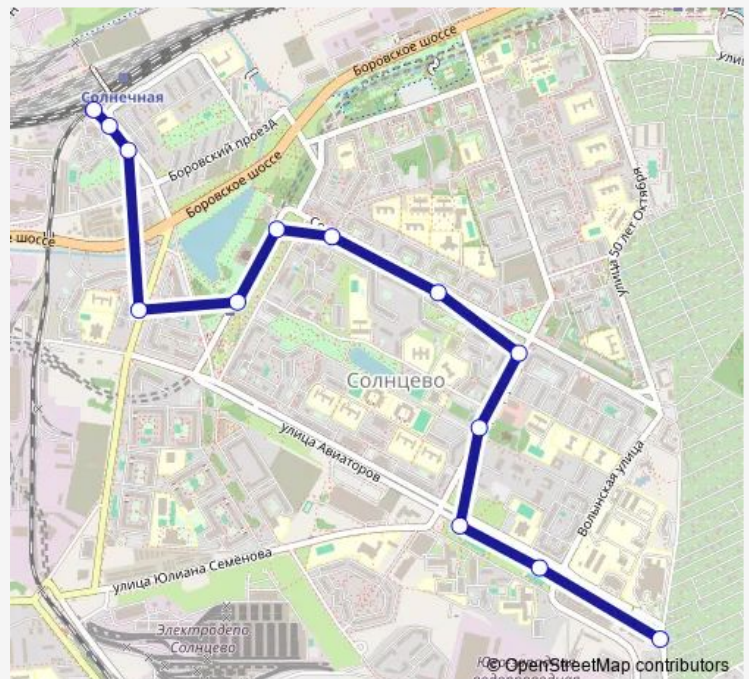 Боровское шоссе
Солнечная
Боровский проезд
Боровское шоссе
е шоссе
улица 50 лет Октября
Солнцево
улица Авиаторов
Волынская улица
улица Юлиана Семёнова
Электродепо
Солнцево
© OpenStreetMap contributors